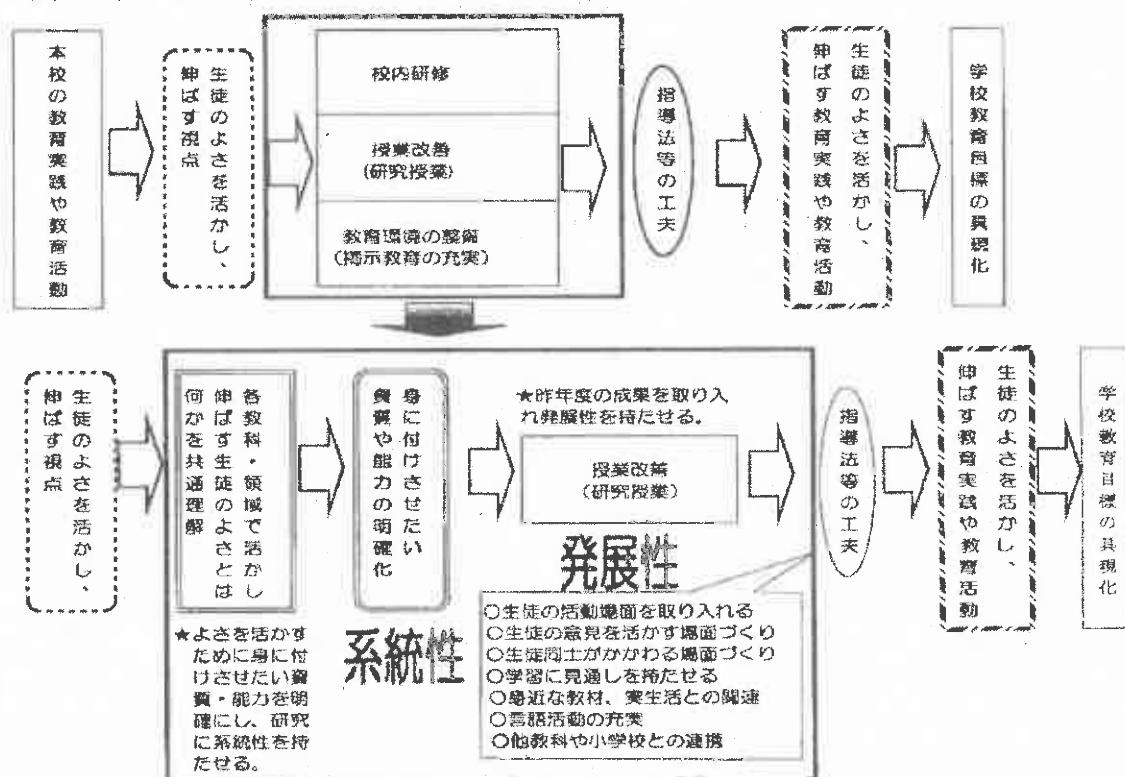 本校の教育実践や教育活動
生徒のよさを活かし、
伸ばす視点
校内研修
授業改善
(研究授業)
教育環境の整備
(掲示教育の充実)
指導法等の工夫
生徒のよさを活かし、
伸ばす教育実践や教育活動
学校教育目標の具現化
生徒のよさを活かし、
伸ばす視点
各教科・領域で活かし
伸ばす生徒のよさとは
何かを共通理解
身に付けさせたい
資質や能力の明確化
★昨年度の成果を取り入
れ発展性を持たせる。
授業改善
(研究授業)
発展性
指導法等の工夫
生徒のよさを活かし、
伸ばす教育実践や教育活動
学校教育目標の具現化
★よさを活かす
ために身に付
けさせたい資
質・能力を明
確にし、研究
に系統性を持
たせる。
系統性
○生徒の活動場面を取り入れる
○生徒の意見を活かす場面づくり
○生徒同士がかかわる場面づくり
○学習に見通しを持たせる
○身近な教材、実生活との関連
○言語活動の充実
○他教科や小学校との連携